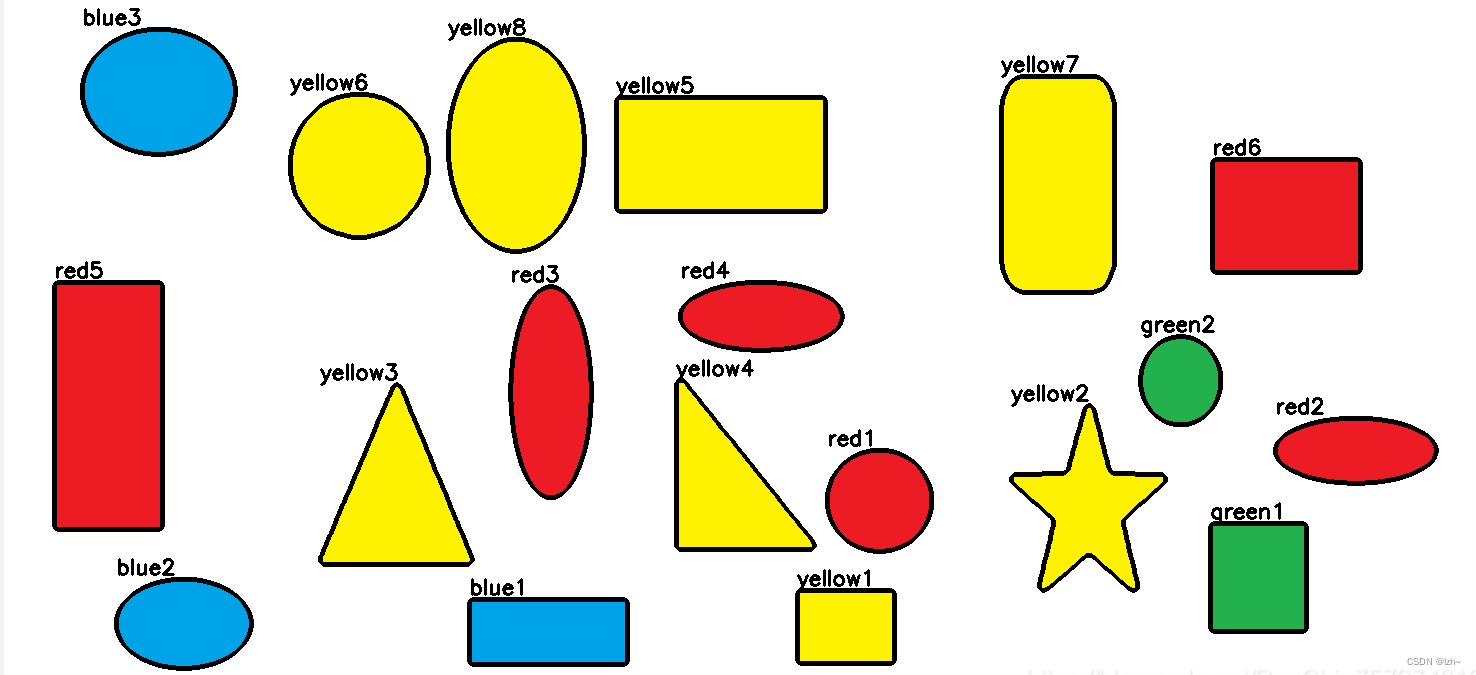 blue3
yellow8
yellow6
yellow5
yellow7
red6
red5
red3
red4
green2
yellow3
yellow4
yellow2
red2
red1
green1
blue2
blue1
yellow1
CSDN @lzh~